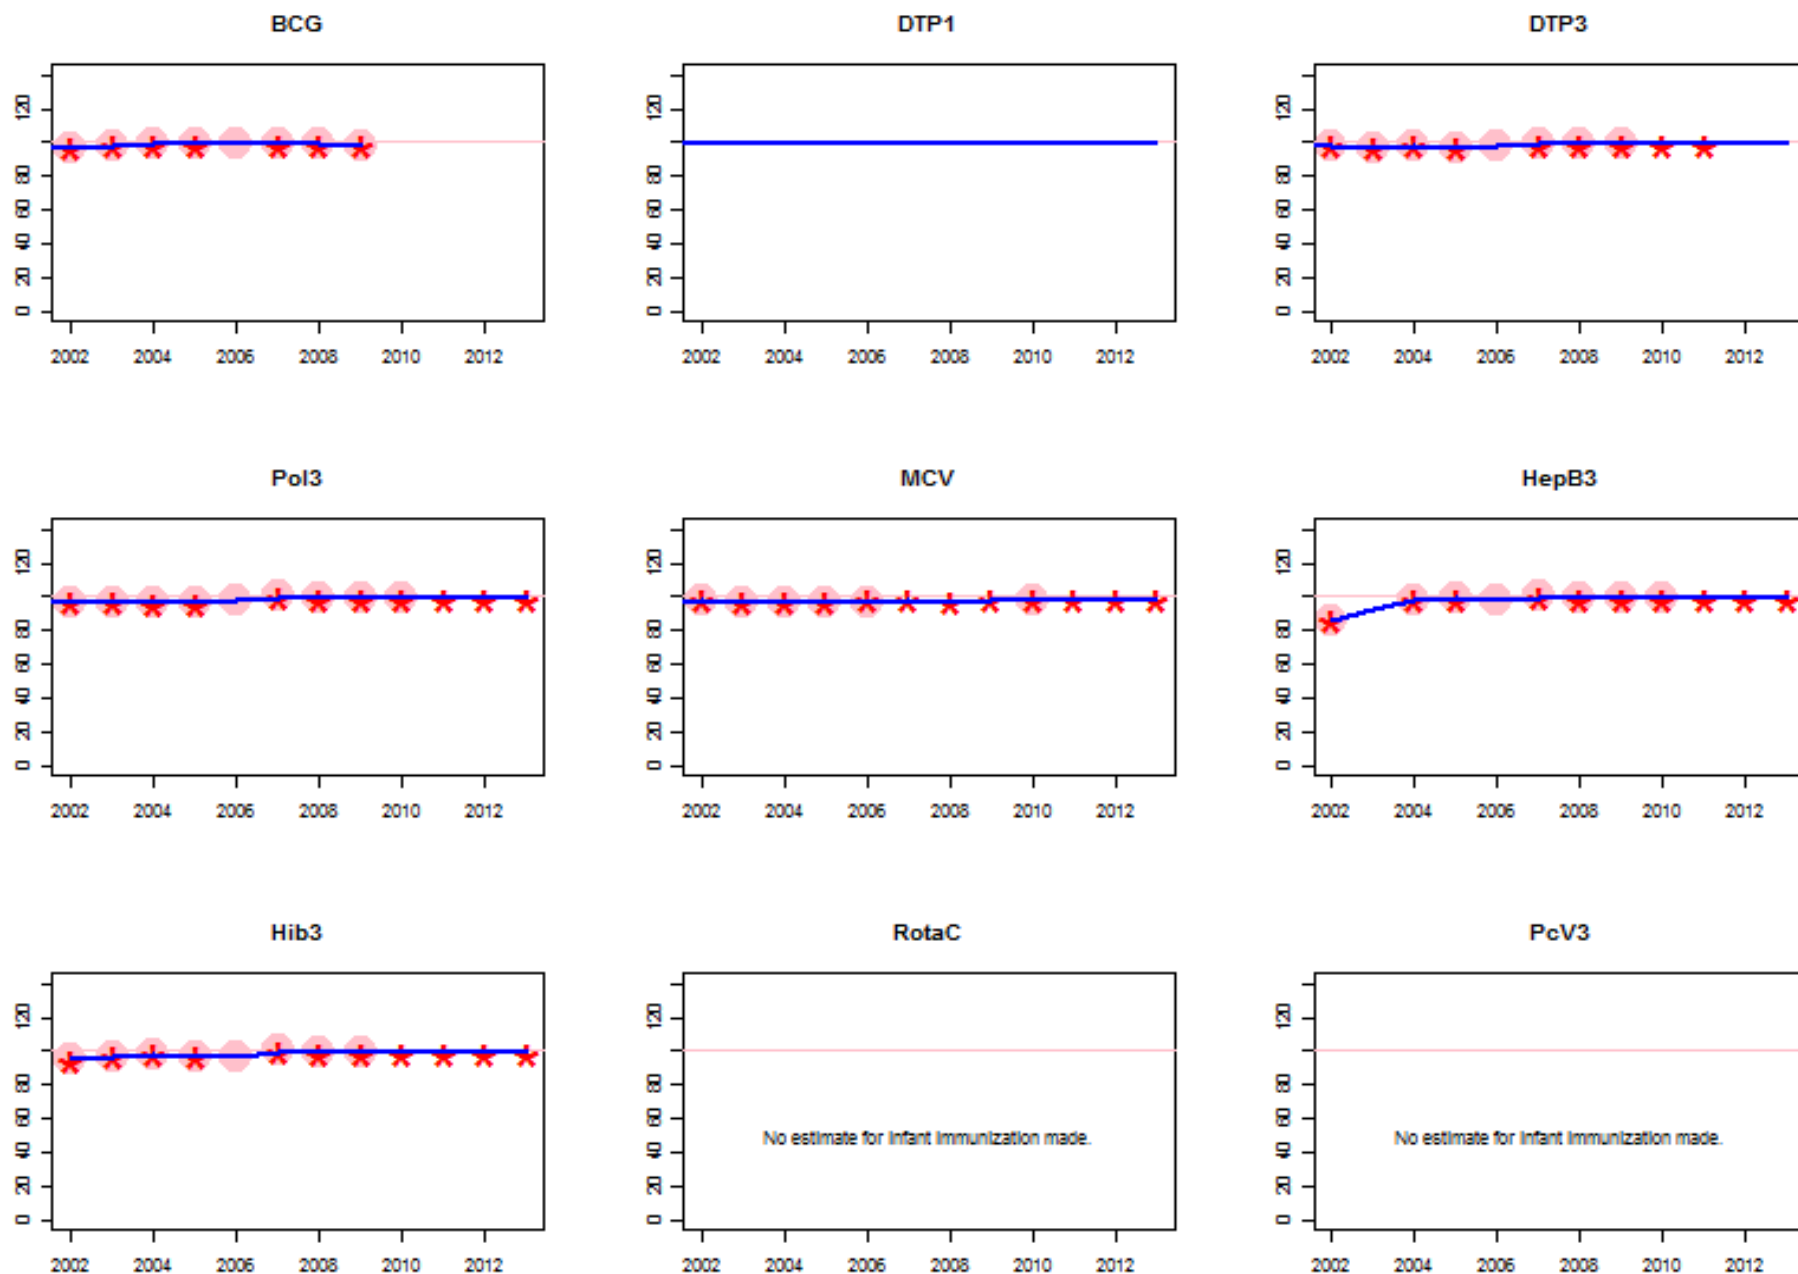 BCG DTP1 DTP3
0 20 40 60 80 120 0 20 40 60 80 120 0 20 40 60 80 120
2002 2004 2006 2008 2010 2012 2002 2004 2006 2008 2010 2012 2002 2004 2006 2008 2010 2012
Pol3 MCV HepB3
0 20 40 60 80 120 0 20 40 60 80 120 0 20 40 60 80 120
2002 2004 2006 2008 2010 2012 2002 2004 2006 2008 2010 2012 2002 2004 2006 2008 2010 2012
Hib3 RotaC PcV3
0 20 40 60 80 120 0 20 40 60 80 120 0 20 40 60 80 120
No estimate for infant immunization made. No estimate for infant immunization made.
2002 2004 2006 2008 2010 2012 2002 2004 2006 2008 2010 2012 2002 2004 2006 2008 2010 2012